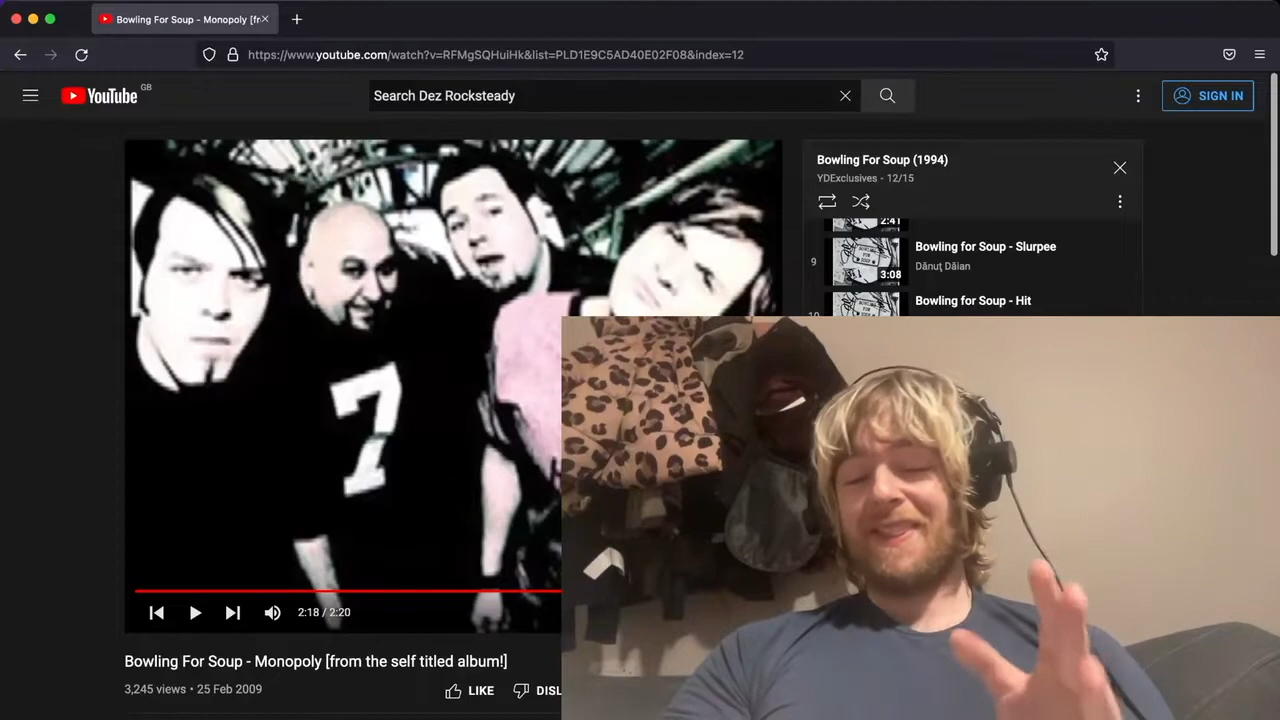 Bowling For Soup - Monopoly [fr
https://www.youtube.com/watch?v=RFMgSQHuiHk&list=PLD1E9C5AD40E02F08&index=12
YouTube GB
Search Dez Rocksteady
SIGN IN
7
Bowling For Soup (1994)
YDExclusives - 12/15
2:41
9
Bowling for Soup - Slurpee
Dănuţ Dăian
3:08
10
Bowling for Soup - Hit
2:18 / 2:20
Bowling For Soup - Monopoly [from the self titled album!]
3,245 views • 25 Feb 2009
LIKE
DISL